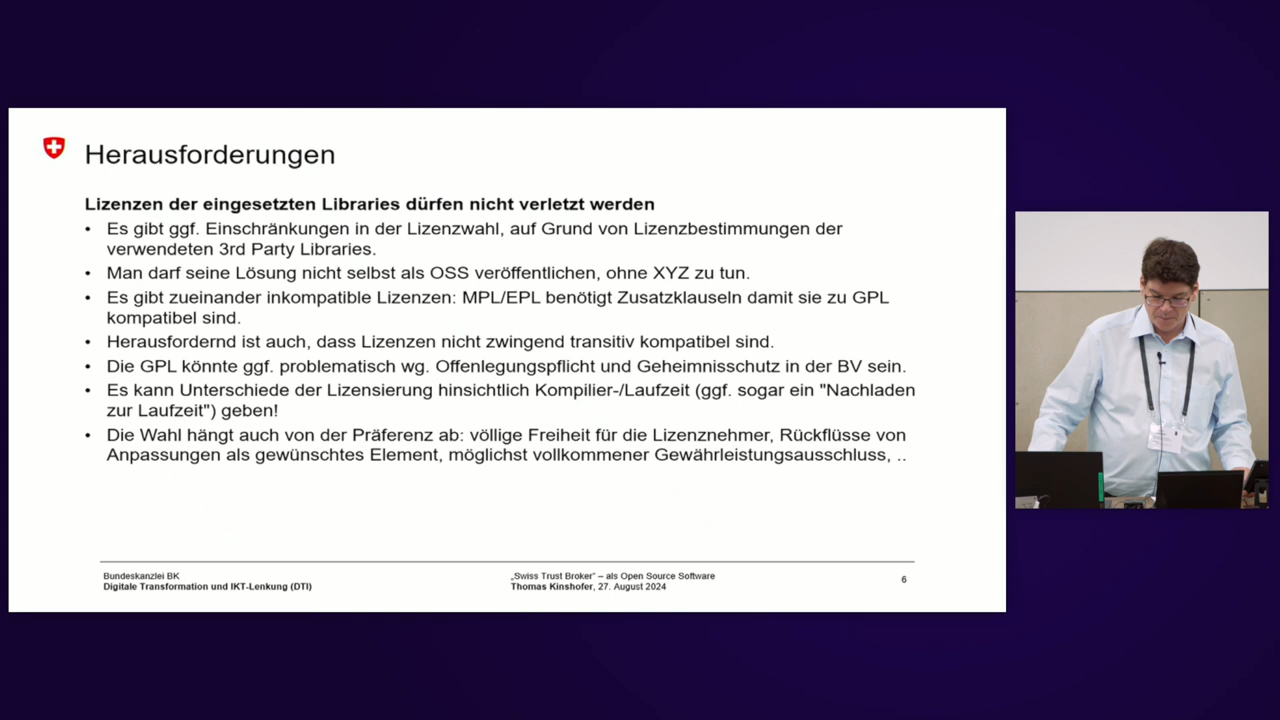 Herausforderungen
Lizenzen der eingesetzten Libraries dürfen nicht verletzt werden
• Es gibt ggf. Einschränkungen in der Lizenzwahl, auf Grund von Lizenzbestimmungen der
verwendeten 3rd Party Libraries.
• Man darf seine Lösung nicht selbst als OSS veröffentlichen, ohne XYZ zu tun.
• Es gibt zueinander inkompatible Lizenzen: MPL/EPL benötigt Zusatzklauseln damit sie zu GPL
kompatibel sind.
• Herausfordernd ist auch, dass Lizenzen nicht zwingend transitiv kompatibel sind.
• Die GPL könnte ggf. problematisch wg. Offenlegungspflicht und Geheimnisschutz in der BV sein.
• Es kann Unterschiede der Lizensierung hinsichtlich Kompilier-/Laufzeit (ggf. sogar ein "Nachladen
zur Laufzeit") geben!
• Die Wahl hängt auch von der Präferenz ab: völlige Freiheit für die Lizenznehmer, Rückflüsse von
Anpassungen als gewünschtes Element, möglichst vollkommener Gewährleistungsausschluss, ..
Bundeskanzlei BK
Digitale Transformation und IKT-Lenkung (DTI)
„Swiss Trust Broker" – als Open Source Software
Thomas Kinshofer, 27. August 2024
6